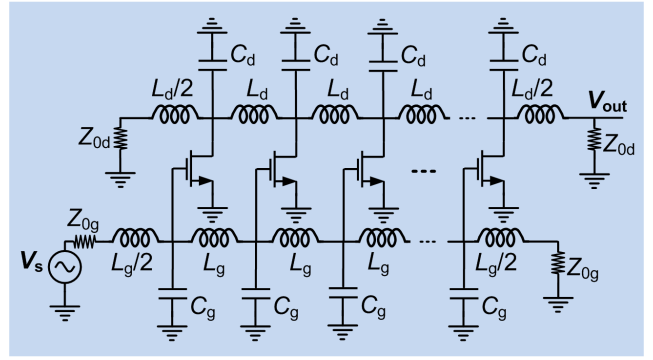 C_d C_d C_d C_d
L_d/2 L_d L_d L_d ... L_d/2 V_out
Z_0d Z_0d
...
Z_0g
V_s L_g/2 L_g L_g L_g ... L_g/2 Z_0g
C_g C_g C_g C_g